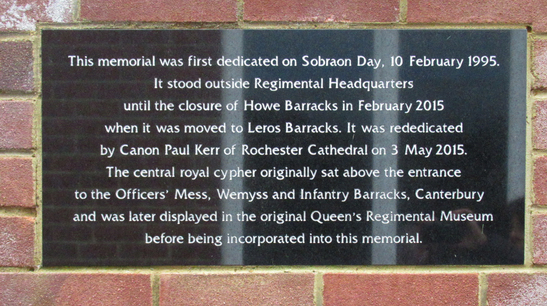 This memorial was first dedicated on Sobraon Day, 10 February 1995.
It stood outside Regimental Headquarters
until the closure of Howe Barracks in February 2015
when it was moved to Leros Barracks. It was rededicated
by Canon Paul Kerr of Rochester Cathedral on 3 May 2015.
The central royal cypher originally sat above the entrance
to the Officers' Mess, Wemyss and Infantry Barracks, Canterbury
and was later displayed in the original Queen's Regimental Museum
before being incorporated into this memorial.